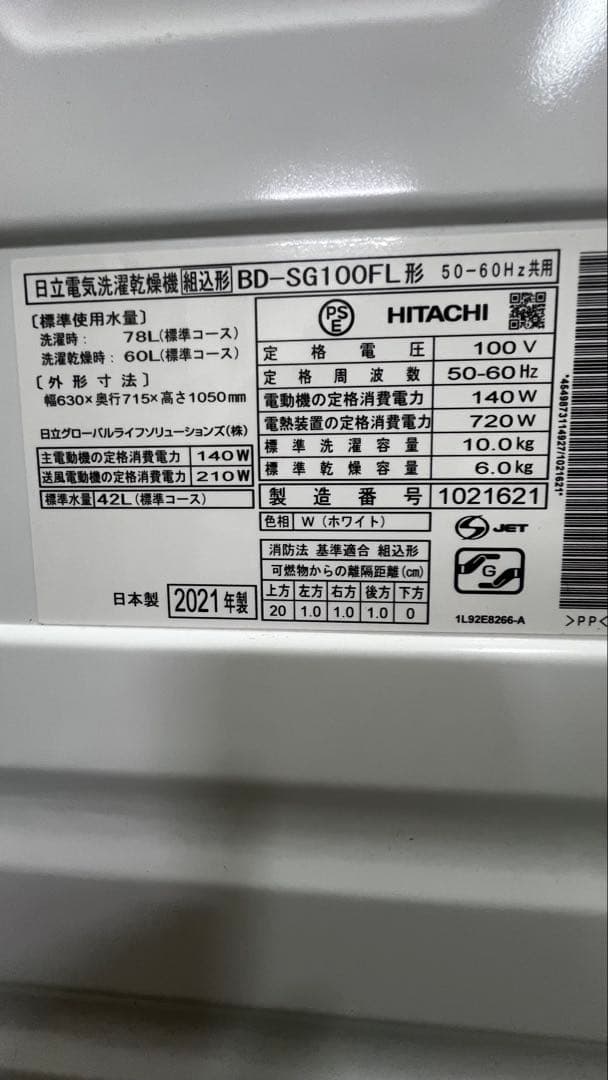 日立電気洗濯乾燥機 組込形 BD-SG100FL形 50-60Hz共用
〔標準使用水量〕
洗濯時: 78L(標準コース)
洗濯乾燥時: 60L(標準コース)
〔外形寸法〕
幅630×奥行715×高さ1050mm
日立グローバルライフソリューションズ(株)
主電動機の定格消費電力 140W
送風電動機の定格消費電力 210W
標準水量 42L(標準コース)
日本製 2021年製
PSE HITACHI
定格電圧 100V
定格周波数 50-60Hz
電動機の定格消費電力 140W
電熱装置の定格消費電力 720W
標準洗濯容量 10.0kg
標準乾燥容量 6.0kg
製造番号 1021621
色相 W(ホワイト)
S JET
消防法 基準適合 組込形
可燃物からの離隔距離(cm)
上方 左方 右方 後方 下方
20 1.0 1.0 1.0 0
G
1L92E8266-A
>PP<
*4549873114927/1021621*